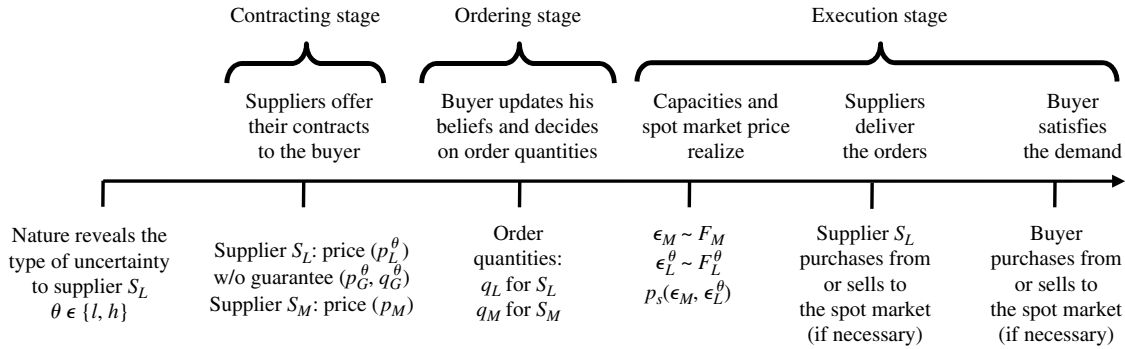 Contracting stage
Ordering stage
Execution stage
Suppliers offer
their contracts
to the buyer
Buyer updates his
beliefs and decides
on order quantities
Capacities and
spot market price
realize
Suppliers
deliver
the orders
Buyer
satisfies
the demand
Nature reveals the
type of uncertainty
to supplier S_L
θ ϵ {l, h}
Supplier S_L: price (p_L^θ)
w/o guarantee (p_G^θ, q_G^θ)
Supplier S_M: price (p_M)
Order
quantities:
q_L for S_L
q_M for S_M
ϵ_M ~ F_M
ϵ_L^θ ~ F_L^θ
p_s(ϵ_M, ϵ_L^θ)
Supplier S_L
purchases from
or sells to
the spot market
(if necessary)
Buyer
purchases from
or sells to
the spot market
(if necessary)